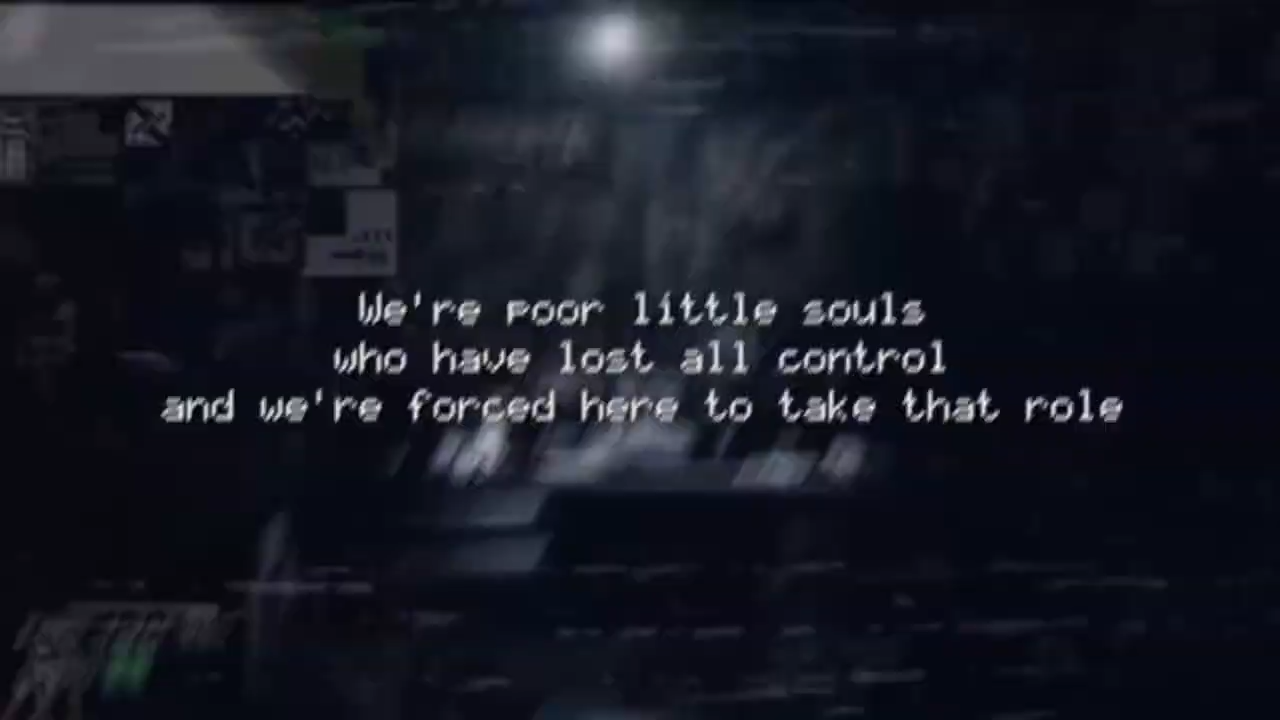 We're poor little souls
who have lost all control
and we're forced here to take that role